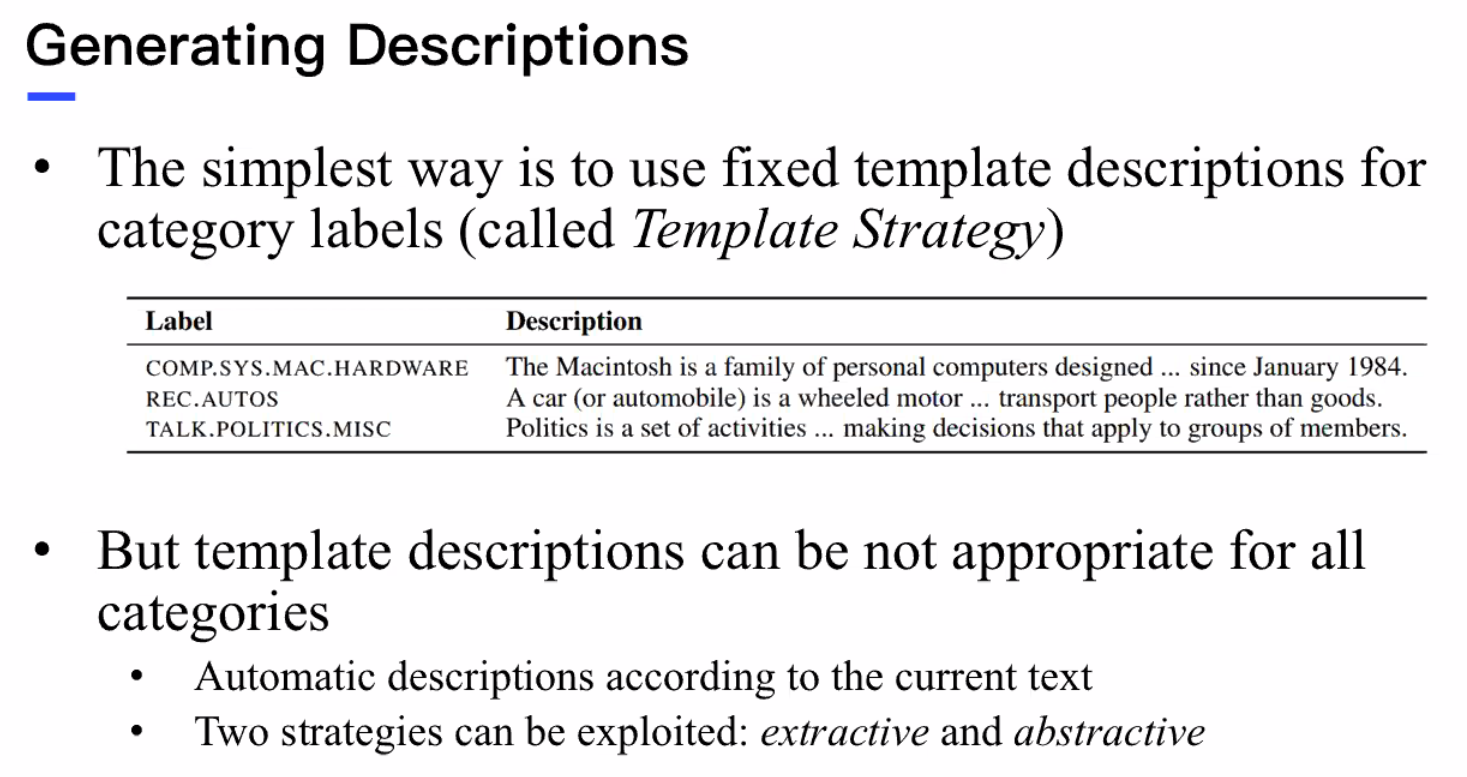 Generating Descriptions
• The simplest way is to use fixed template descriptions for
category labels (called Template Strategy)
Label Description
COMP.SYS.MAC.HARDWARE The Macintosh is a family of personal computers designed ... since January 1984.
REC.AUTOS A car (or automobile) is a wheeled motor ... transport people rather than goods.
TALK.POLITICS.MISC Politics is a set of activities ... making decisions that apply to groups of members.
• But template descriptions can be not appropriate for all
categories
• Automatic descriptions according to the current text
• Two strategies can be exploited: extractive and abstractive